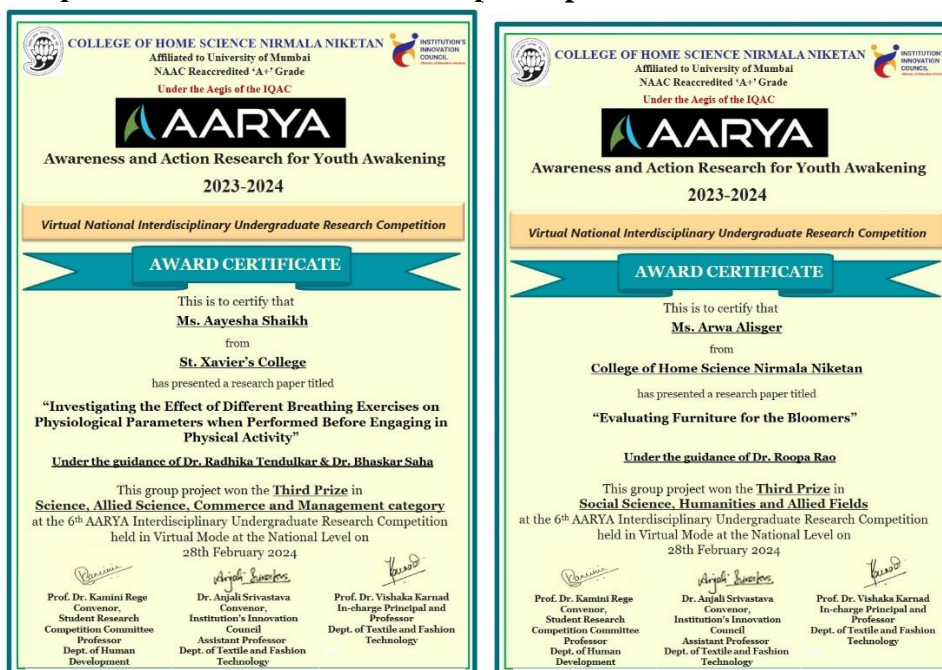 COLLEGE OF HOME SCIENCE NIRMALA NIKETAN
Affiliated to University of Mumbai
NAAC Reaccredited 'A+' Grade
Under the Aegis of the IQAC
INSTITUTION'S
INNOVATION
COUNCIL
AARYA
Awareness and Action Research for Youth Awakening
2023-2024
Virtual National Interdisciplinary Undergraduate Research Competition
AWARD CERTIFICATE
This is to certify that
Ms. Aayesha Shaikh
from
St. Xavier's College
has presented a research paper titled
"Investigating the Effect of Different Breathing Exercises on
Physiological Parameters when Performed Before Engaging in
Physical Activity"
Under the guidance of Dr. Radhika Tendulkar & Dr. Bhaskar Saha
This group project won the Third Prize in
Science, Allied Science, Commerce and Management category
at the 6th AARYA Interdisciplinary Undergraduate Research Competition
held in Virtual Mode at the National Level on
28th February 2024
Prof. Dr. Kamini Rege
Convenor,
Student Research
Competition Committee
Professor
Dept. of Human
Development
Anjali Srivastava
Dr. Anjali Srivastava
Convenor,
Institution's Innovation
Council
Assistant Professor
Dept. of Textile and Fashion
Technology
Prof. Dr. Vishaka Karnad
In-charge Principal and
Professor
Dept. of Textile and Fashion
Technology
COLLEGE OF HOME SCIENCE NIRMALA NIKETAN
Affiliated to University of Mumbai
NAAC Reaccredited 'A+' Grade
Under the Aegis of the IQAC
INSTITUTION'S
INNOVATION
COUNCIL
AARYA
Awareness and Action Research for Youth Awakening
2023-2024
Virtual National Interdisciplinary Undergraduate Research Competition
AWARD CERTIFICATE
This is to certify that
Ms. Arwa Alisger
from
College of Home Science Nirmala Niketan
has presented a research paper titled
"Evaluating Furniture for the Bloomers"
Under the guidance of Dr. Roopa Rao
This group project won the Third Prize in
Social Science, Humanities and Allied Fields
at the 6th AARYA Interdisciplinary Undergraduate Research Competition
held in Virtual Mode at the National Level on
28th February 2024
Prof. Dr. Kamini Rege
Convenor,
Student Research
Competition Committee
Professor
Dept. of Human
Development
Anjali Srivastava
Dr. Anjali Srivastava
Convenor,
Institution's Innovation
Council
Assistant Professor
Dept. of Textile and Fashion
Technology
Prof. Dr. Vishaka Karnad
In-charge Principal and
Professor
Dept. of Textile and Fashion
Technology